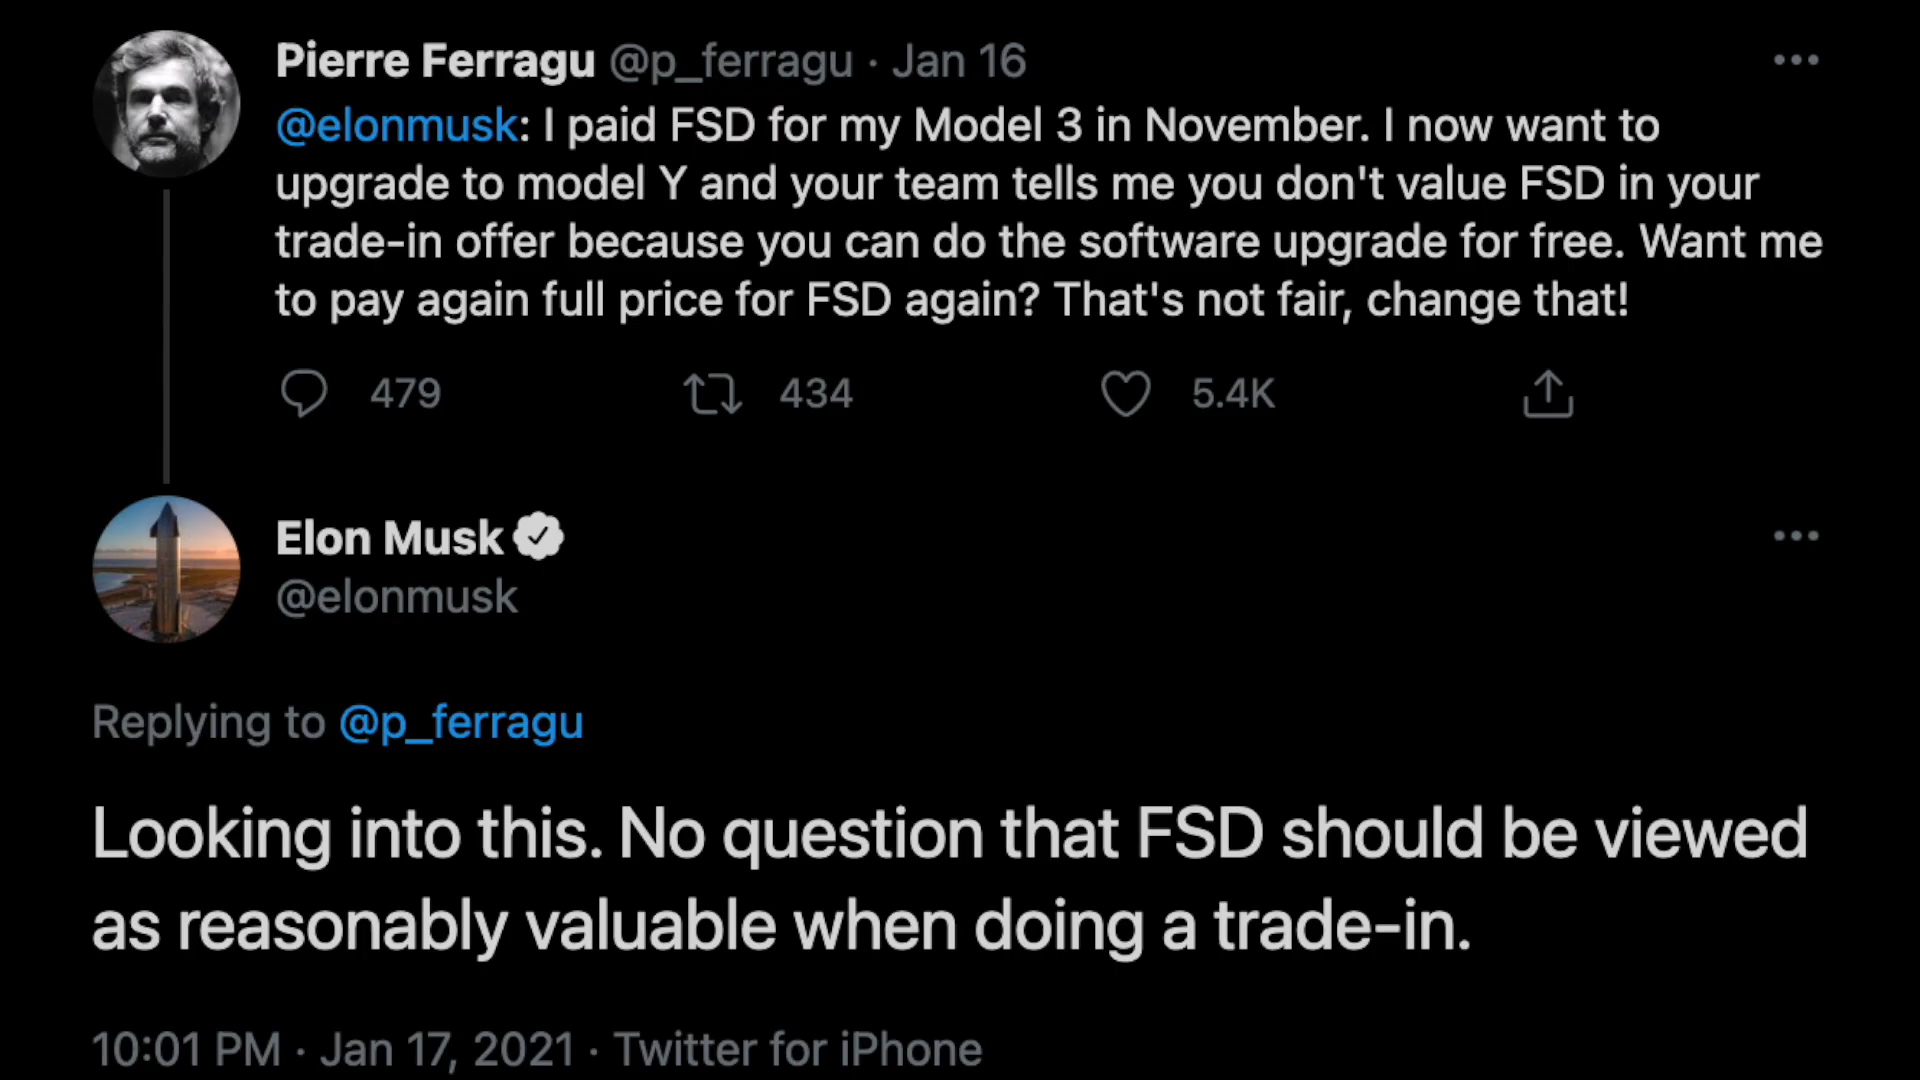 Pierre Ferragu @p_ferragu · Jan 16
@elonmusk: I paid FSD for my Model 3 in November. I now want to
upgrade to model Y and your team tells me you don't value FSD in your
trade-in offer because you can do the software upgrade for free. Want me
to pay again full price for FSD again? That's not fair, change that!
479 434 5.4K
Elon Musk
@elonmusk
Replying to @p_ferragu
Looking into this. No question that FSD should be viewed
as reasonably valuable when doing a trade-in.
10:01 PM · Jan 17, 2021 · Twitter for iPhone